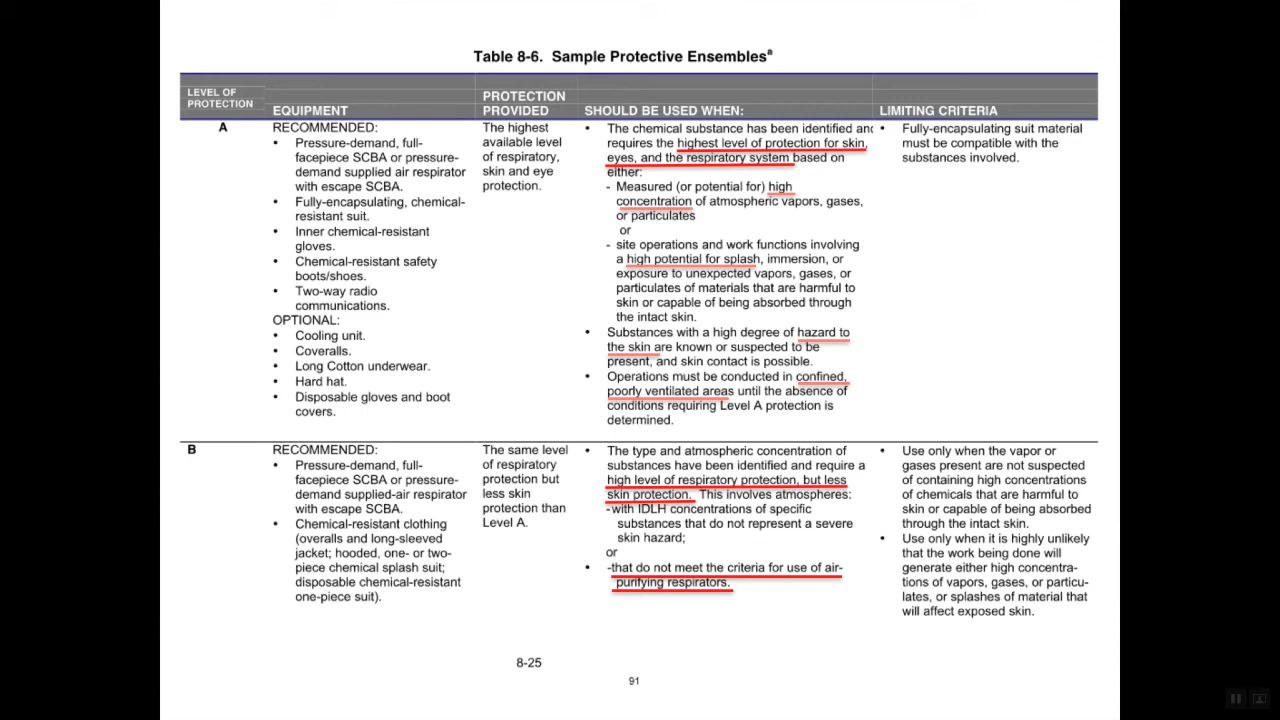 Table 8-6. Sample Protective Ensemblesa
LEVEL OF
PROTECTION
EQUIPMENT
PROTECTION
PROVIDED
SHOULD BE USED WHEN:
LIMITING CRITERIA
A
RECOMMENDED:
• Pressure-demand, full-
facepiece SCBA or pressure-
demand supplied air respirator
with escape SCBA.
• Fully-encapsulating, chemical-
resistant suit.
• Inner chemical-resistant
gloves.
• Chemical-resistant safety
boots/shoes.
• Two-way radio
communications.
OPTIONAL:
• Cooling unit.
• Coveralls.
• Long Cotton underwear.
• Hard hat.
• Disposable gloves and boot
covers.
The highest
available level
of respiratory,
skin and eye
protection.
• The chemical substance has been identified and
requires the highest level of protection for skin,
eyes, and the respiratory system based on
either:
- Measured (or potential for) high
concentration of atmospheric vapors, gases,
or particulates
or
- site operations and work functions involving
a high potential for splash, immersion, or
exposure to unexpected vapors, gases, or
particulates of materials that are harmful to
skin or capable of being absorbed through
the intact skin.
• Substances with a high degree of hazard to
the skin are known or suspected to be
present, and skin contact is possible.
• Operations must be conducted in confined,
poorly ventilated areas until the absence of
conditions requiring Level A protection is
determined.
• Fully-encapsulating suit material
must be compatible with the
substances involved.
B
RECOMMENDED:
• Pressure-demand, full-
facepiece SCBA or pressure-
demand supplied-air respirator
with escape SCBA.
• Chemical-resistant clothing
(overalls and long-sleeved
jacket; hooded, one- or two-
piece chemical splash suit;
disposable chemical-resistant
one-piece suit).
The same level
of respiratory
protection but
less skin
protection than
Level A.
• The type and atmospheric concentration of
substances have been identified and require a
high level of respiratory protection, but less
skin protection. This involves atmospheres:
-with IDLH concentrations of specific
substances that do not represent a severe
skin hazard;
or
• -that do not meet the criteria for use of air-
purifying respirators.
• Use only when the vapor or
gases present are not suspected
of containing high concentrations
of chemicals that are harmful to
skin or capable of being absorbed
through the intact skin.
• Use only when it is highly unlikely
that the work being done will
generate either high concentra-
tions of vapors, gases, or particu-
lates, or splashes of material that
will affect exposed skin.
8-25
91